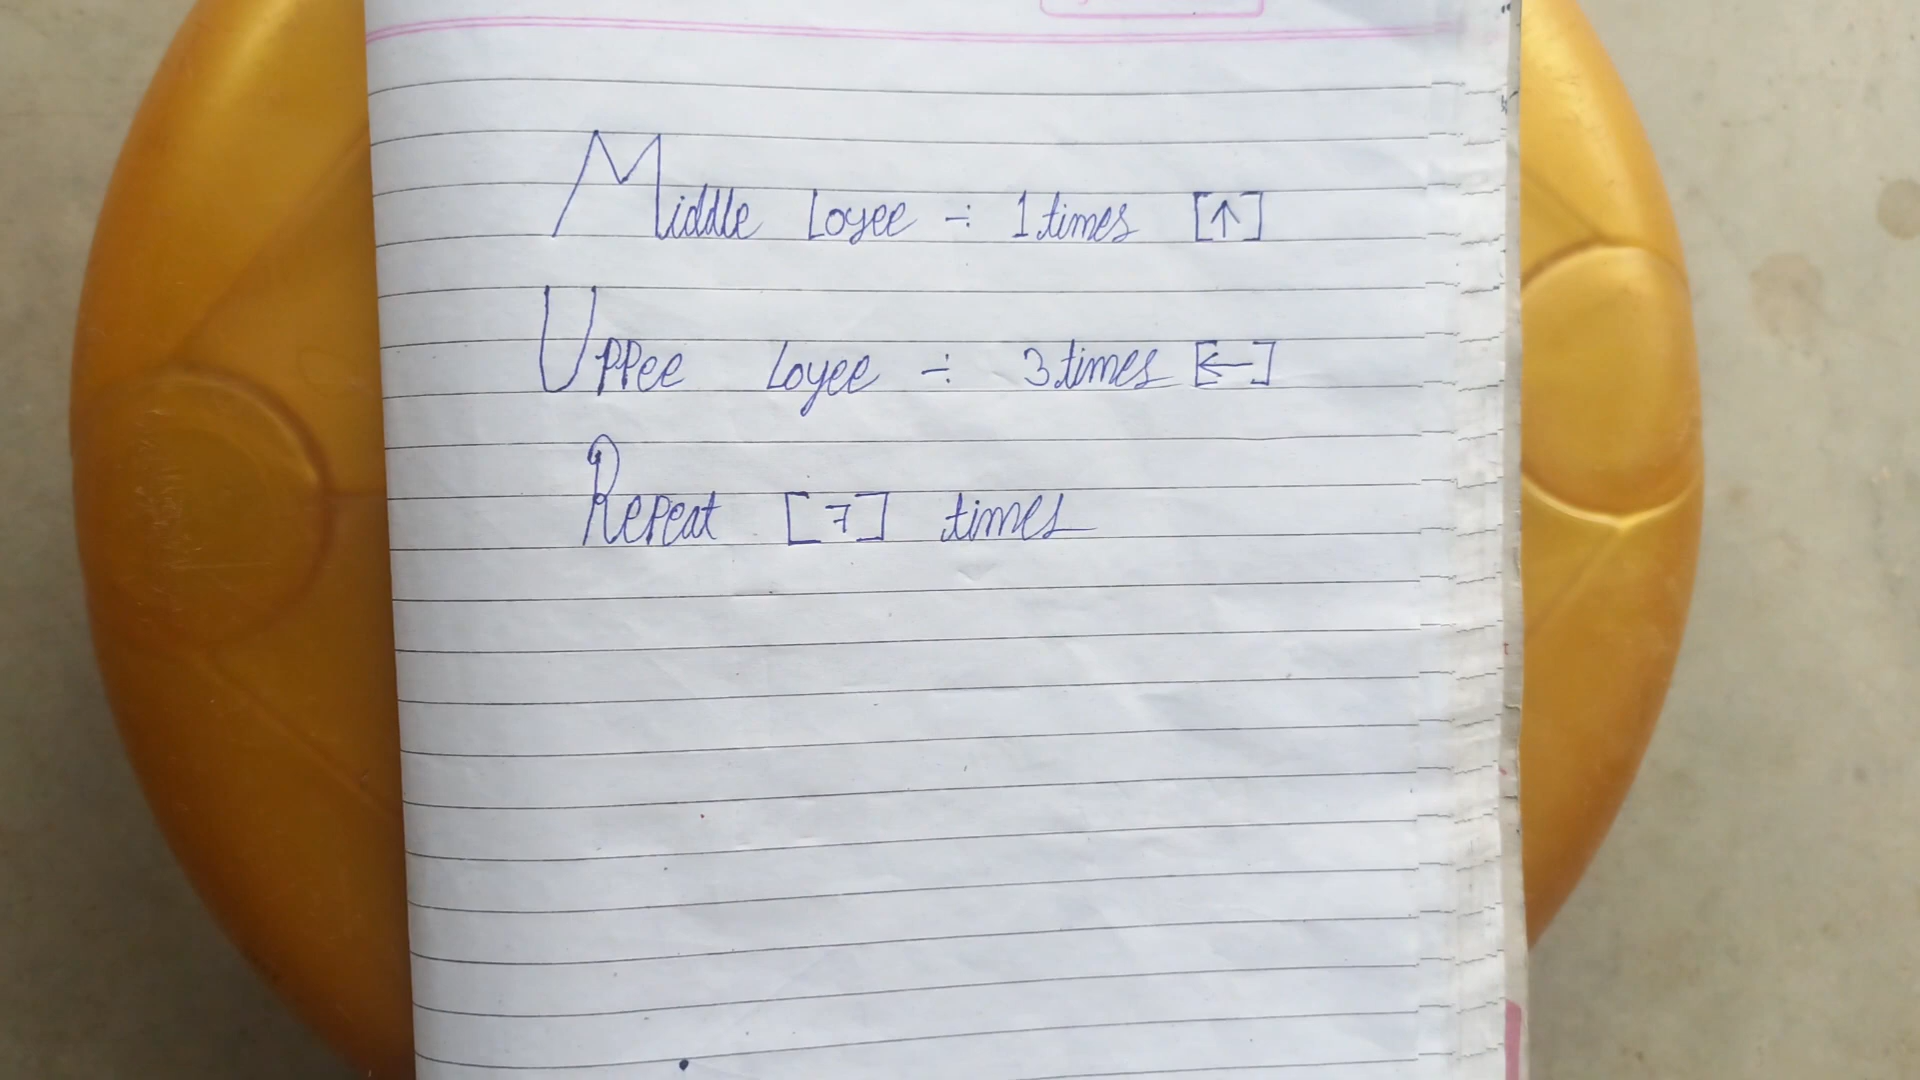 Middle Loyee ÷ 1 times [↑]
Uppee Loyee ÷ 3 times [←]
Repeat [7] times